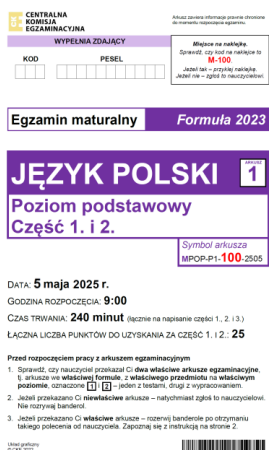 CENTRALNA
KOMISJA
EGZAMINACYJNA
Arkusz zawiera informacje prawnie chronione
do momentu rozpoczęcia egzaminu.
WYPEŁNIA ZDAJĄCY
KOD PESEL
Miejsce na naklejkę.
Sprawdź, czy kod na naklejce to
M-100.
Jeżeli tak – przyklej naklejkę.
Jeżeli nie – zgłoś to nauczycielowi.
Egzamin maturalny Formuła 2023
JĘZYK POLSKI
ARKUSZ
1
Poziom podstawowy
Część 1. i 2.
Symbol arkusza
MPOP-P1-100-2505
DATA: 5 maja 2025 r.
GODZINA ROZPOCZĘCIA: 9:00
CZAS TRWANIA: 240 minut (łącznie na napisanie części 1., 2. i 3.)
ŁĄCZNA LICZBA PUNKTÓW DO UZYSKANIA ZA CZĘŚĆ 1. I 2.: 25
Przed rozpoczęciem pracy z arkuszem egzaminacyjnym
1. Sprawdź, czy nauczyciel przekazał Ci dwa właściwe arkusze egzaminacyjne,
tj. arkusze we właściwej formule, z właściwego przedmiotu na właściwym
poziomie, oznaczone 1 i 2 – jeden z testami, drugi z wypracowaniem.
2. Jeżeli przekazano Ci niewłaściwe arkusze – natychmiast zgłoś to nauczycielowi.
Nie rozrywaj banderol.
3. Jeżeli przekazano Ci właściwe arkusze – rozerwij banderole po otrzymaniu
takiego polecenia od nauczyciela. Zapoznaj się z instrukcją na stronie 2.
Układ graficzny